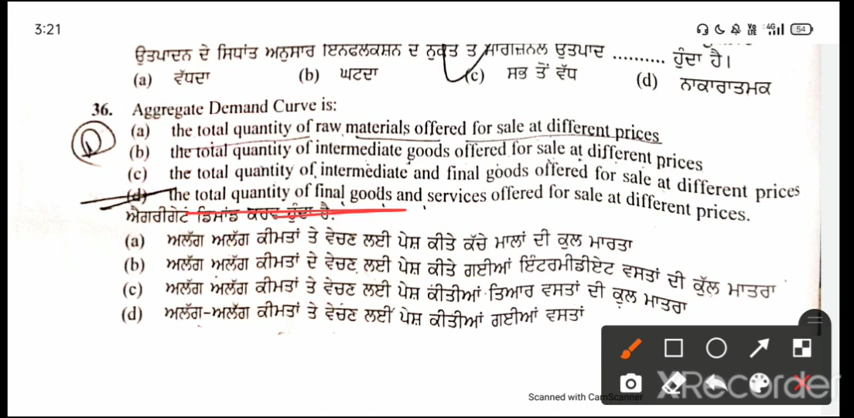 3:21
4G 54
ਉਤਪਾਦਨ ਦੇ ਸਿਧਾਂਤ ਅਨੁਸਾਰ ਇਨਫਲਕਸ਼ਨ ਦ ਨੁਕਤ ਤ ਮਾਰਜਿਨਲ ਉਤਪਾਦ .......... ਹੁੰਦਾ ਹੈ।
(a) ਵੱਧਦਾ (b) ਘਟਦਾ (c) ਸਭ ਤੋਂ ਵੱਧ (d) ਨਾਕਾਰਾਤਮਕ
36. Aggregate Demand Curve is:
(a) the total quantity of raw materials offered for sale at different prices
(b) the total quantity of intermediate goods offered for sale at different prices
(c) the total quantity of intermediate and final goods offered for sale at different prices
(d) the total quantity of final goods and services offered for sale at different prices.
ਐਗਰੀਗੇਟ ਡਿਮਾਂਡ ਕਰਵ ਹੁੰਦਾ ਹੈ:
(a) ਅਲੱਗ ਅਲੱਗ ਕੀਮਤਾਂ ਤੇ ਵੇਚਣ ਲਈ ਪੇਸ਼ ਕੀਤੇ ਕੱਚੇ ਮਾਲਾਂ ਦੀ ਕੁਲ ਮਾਰਤਾ
(b) ਅਲੱਗ ਅਲੱਗ ਕੀਮਤਾਂ ਦੇ ਵੇਚਣ ਲਈ ਪੇਸ਼ ਕੀਤੇ ਗਈਆਂ ਇੰਟਰਮੀਡੀਏਟ ਵਸਤਾਂ ਦੀ ਕੁੱਲ ਮਾਤਰਾ
(c) ਅਲੱਗ ਅਲੱਗ ਕੀਮਤਾਂ ਤੇ ਵੇਚਣ ਲਈ ਪੇਸ਼ ਕੀਤੀਆਂ ਤਿਆਰ ਵਸਤਾਂ ਦੀ ਕੁਲ ਮਾਤਰਾ
(d) ਅਲੱਗ-ਅਲੱਗ ਕੀਮਤਾਂ ਤੇ ਵੇਚਣ ਲਈ ਪੇਸ਼ ਕੀਤੀਆਂ ਗਈਆਂ ਵਸਤਾਂ
XRecorder
Scanned with CamScanner